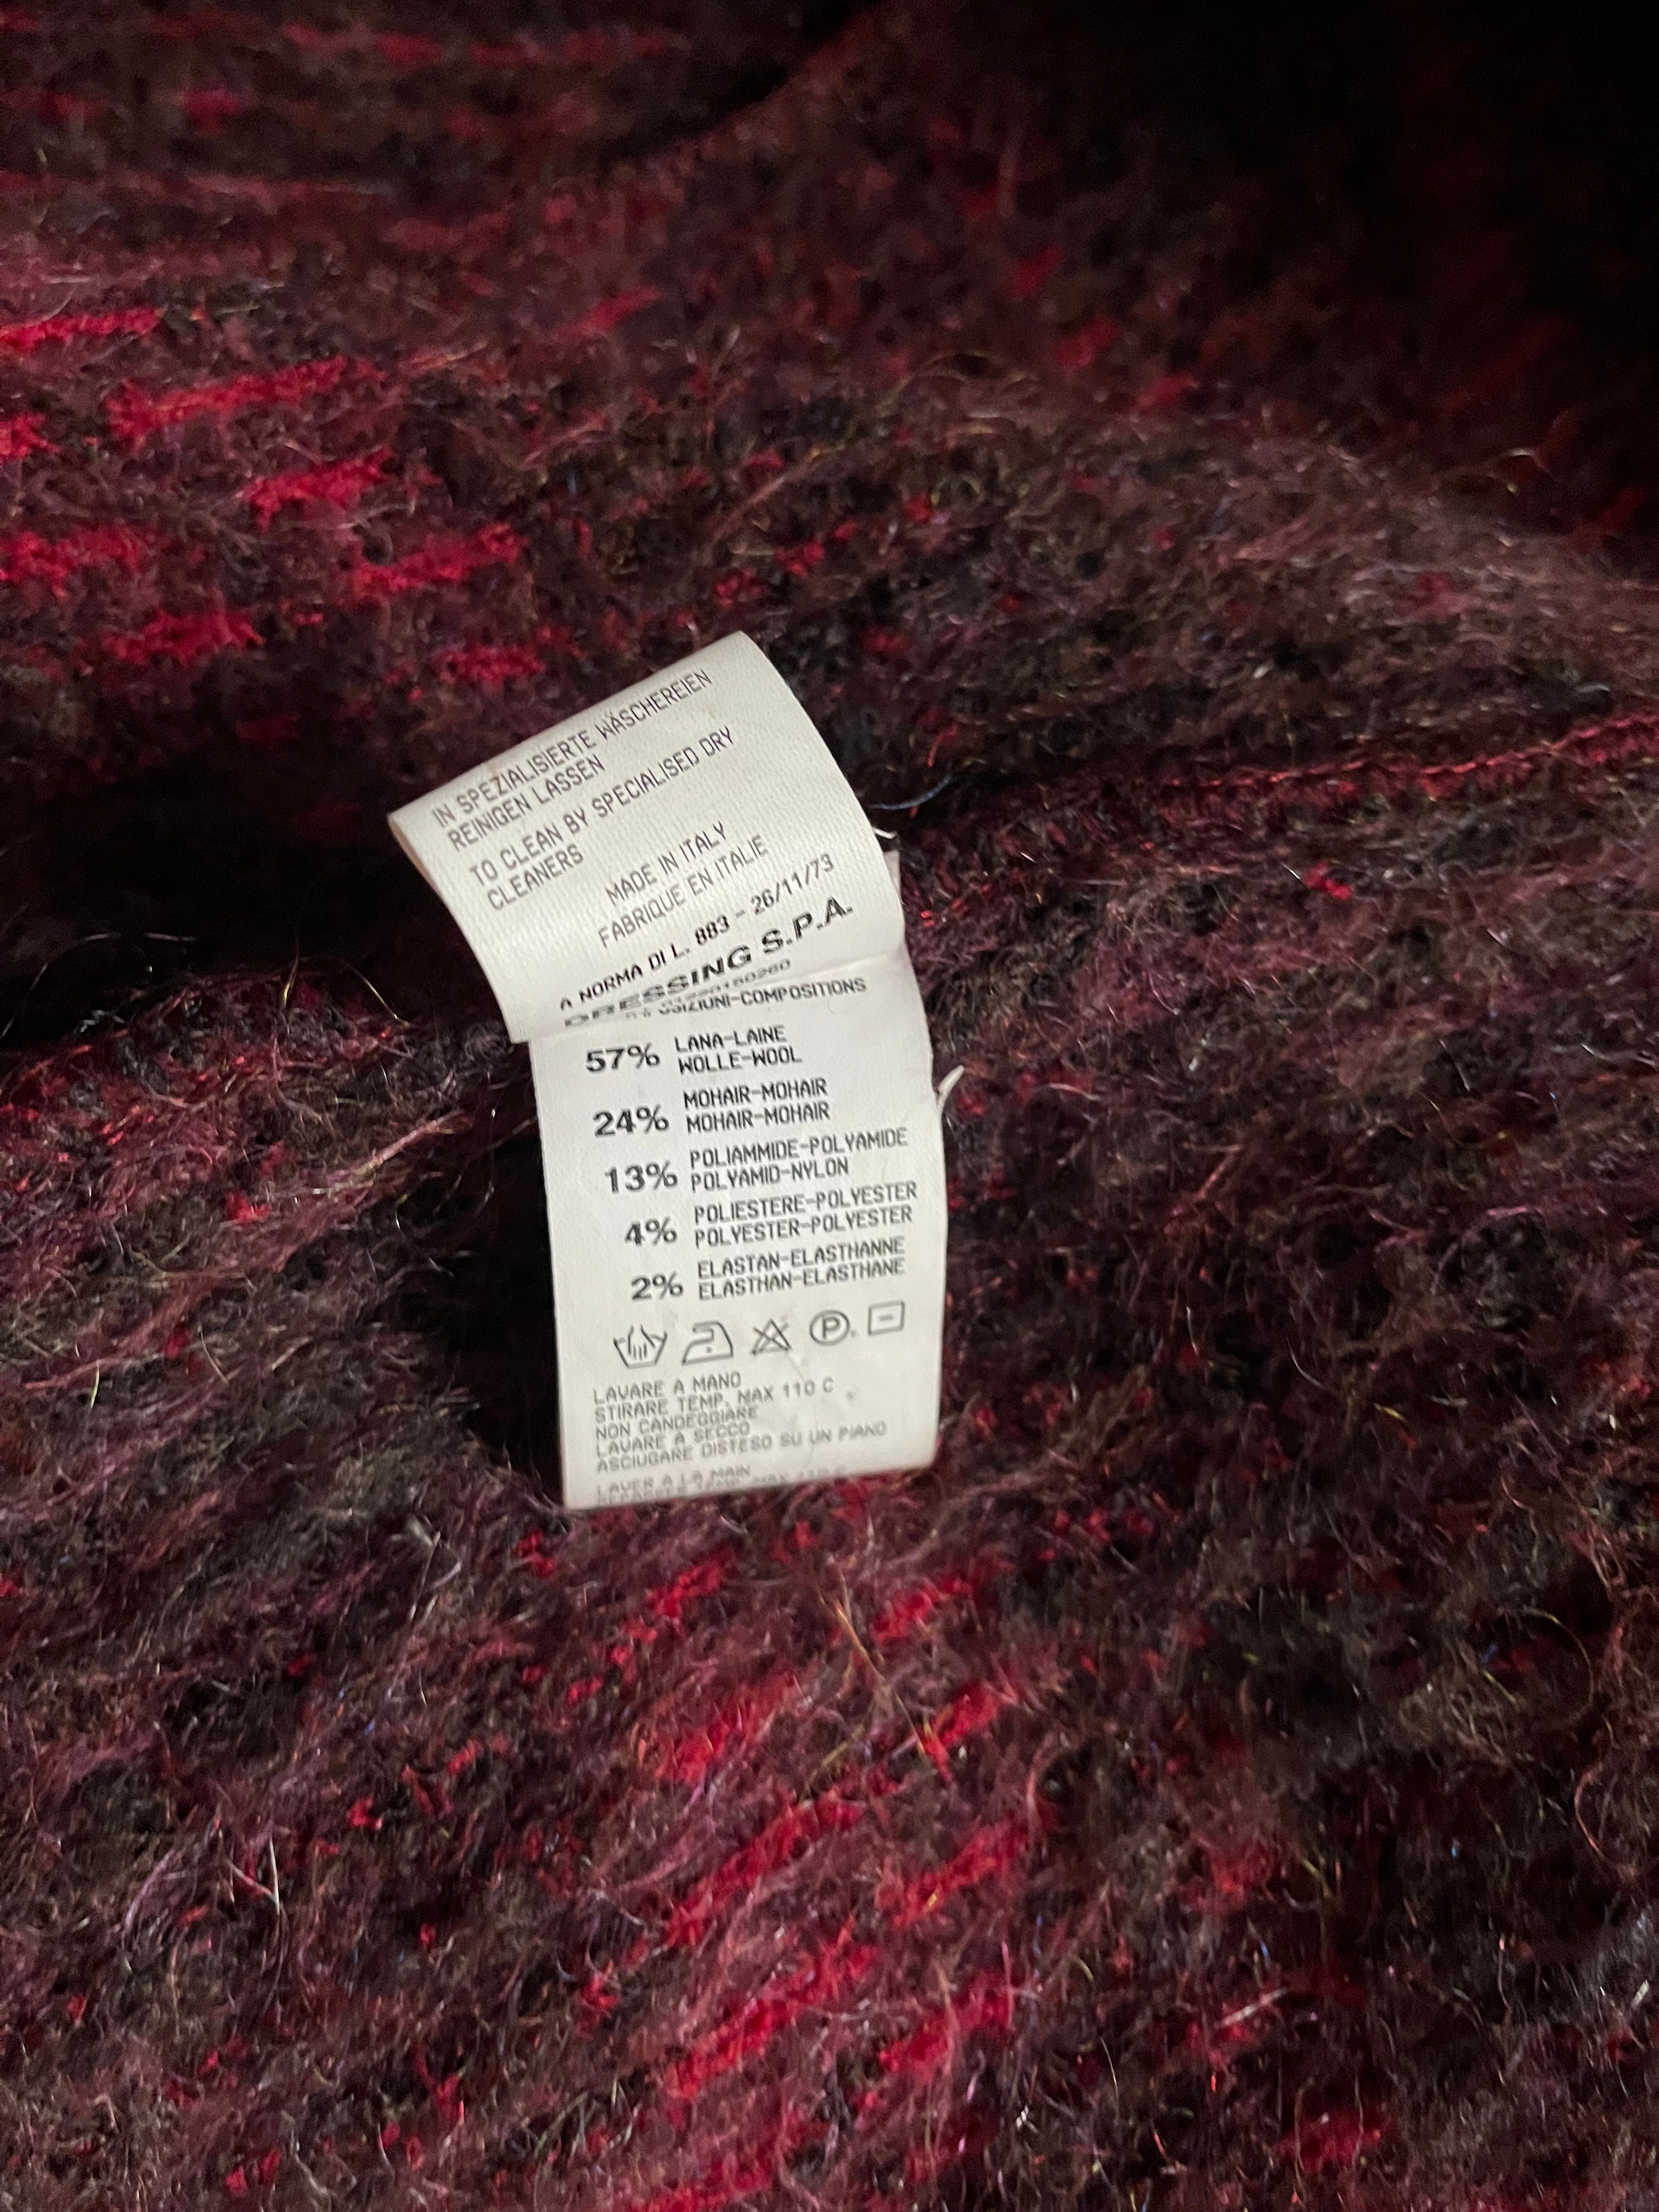 IN SPEZIALISIERTE WÄSCHEREIEN
REINIGEN LASSEN
TO CLEAN BY SPECIALISED DRY
CLEANERS
MADE IN ITALY
FABRIQUE EN ITALIE
A NORMA DI L. 883 - 26/11/73
DRESSING S.P.A.
-COMPOSITIONS
57% LANA-LAINE
WOLLE-WOOL
24% MOHAIR-MOHAIR
MOHAIR-MOHAIR
13% POLIAMMIDE-POLYAMIDE
POLYAMID-NYLON
4% POLIESTERE-POLYESTER
POLYESTER-POLYESTER
2% ELASTAN-ELASTHANNE
ELASTHAN-ELASTHANE
P
LAVARE A MANO
STIRARE TEMP. MAX 110 C
NON CANDEGGIARE
LAVARE A SECCO
ASCIUGARE DISTESO SU UN PIANO
LAVER A LA MAIN